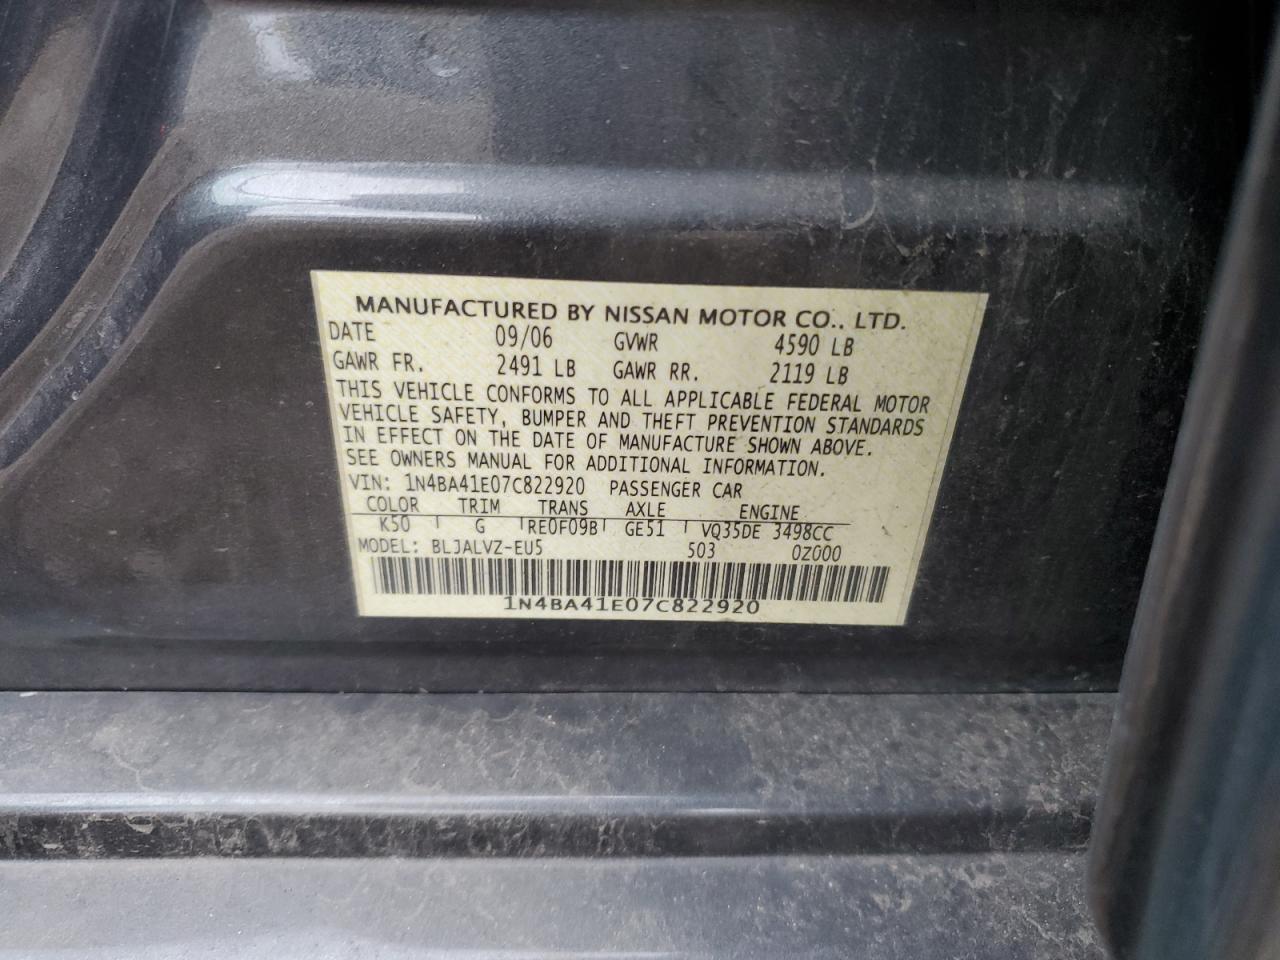 MANUFACTURED BY NISSAN MOTOR CO., LTD.
DATE 09/06 GVWR 4590 LB
GAWR FR. 2491 LB GAWR RR. 2119 LB
THIS VEHICLE CONFORMS TO ALL APPLICABLE FEDERAL MOTOR
VEHICLE SAFETY, BUMPER AND THEFT PREVENTION STANDARDS
IN EFFECT ON THE DATE OF MANUFACTURE SHOWN ABOVE.
SEE OWNERS MANUAL FOR ADDITIONAL INFORMATION.
VIN: 1N4BA41E07C822920 PASSENGER CAR
COLOR TRIM TRANS AXLE ENGINE
K50 G RE0F09B GE51 VQ35DE 3498CC
MODEL: BLJALVZ-EU5 503 0Z000
1N4BA41E07C822920